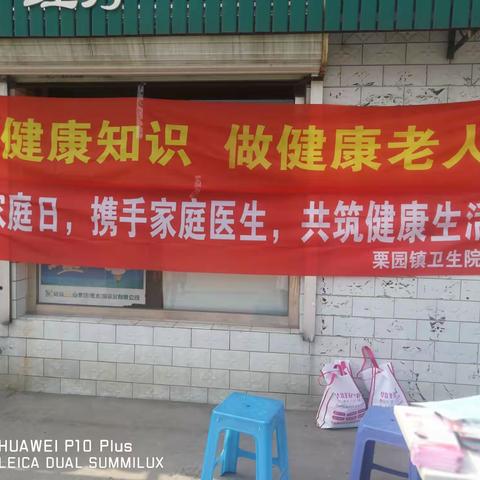 健康知识 做健康老人
家庭日，携手家庭医生，共筑健康生活
栗园镇卫生院
HUAWEI P10 Plus
LEICA DUAL SUMMILUX